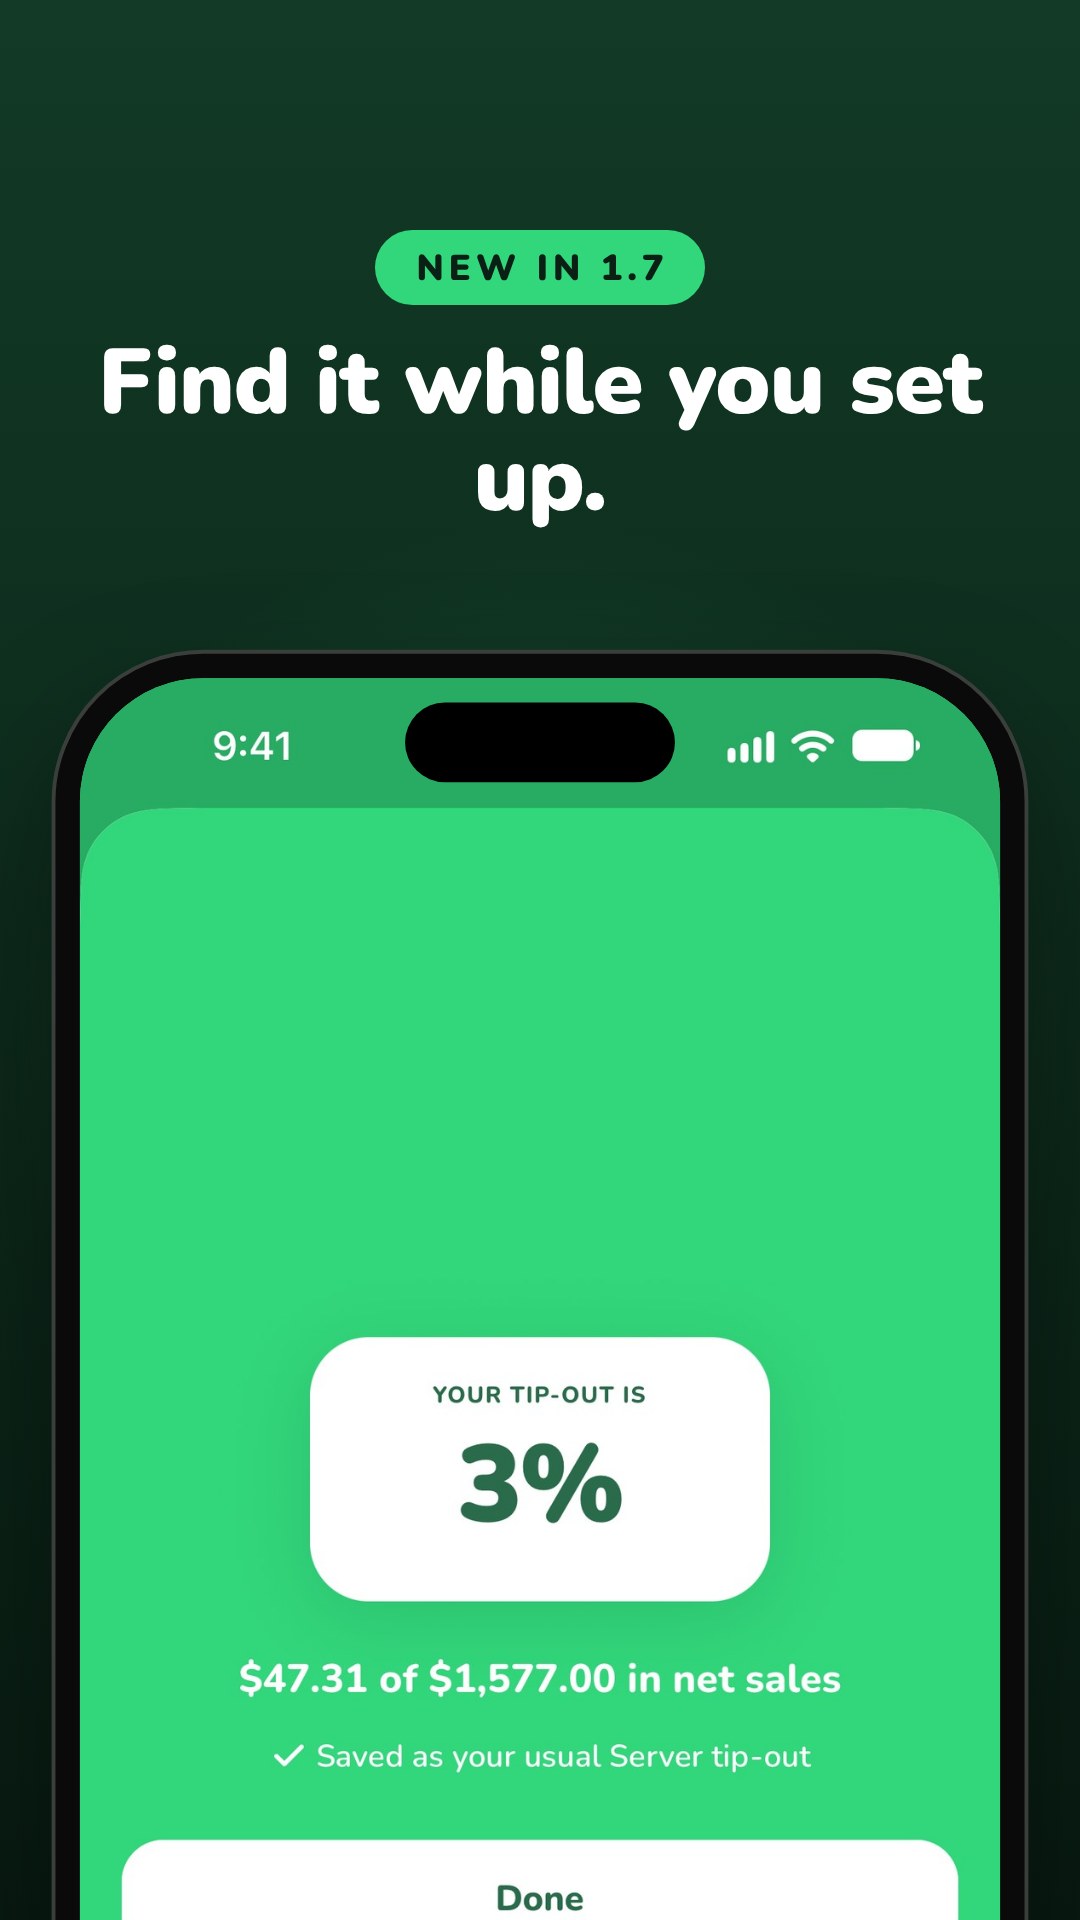 NEW IN 1.7
Find it while you set
up.
9:41
YOUR TIP-OUT IS
3%
$47.31 of $1,577.00 in net sales
Saved as your usual Server tip-out
Done